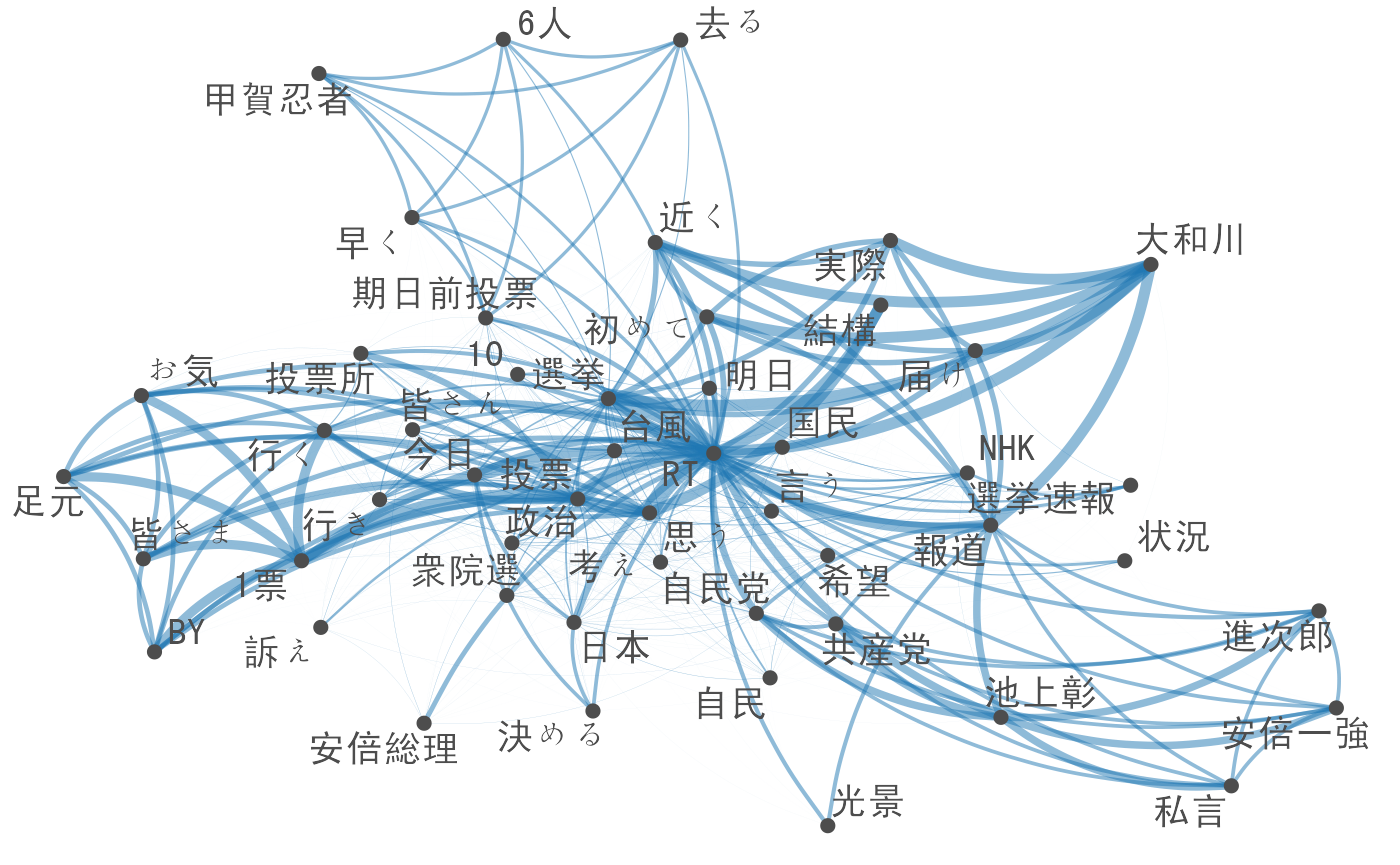 6人
去る
甲賀忍者
早く
近く
大和川
実際
期日前投票
初めて
結構
10
選挙
お気
投票所
明日
届け
皆さん
台風
国民
行く
今日
投票
RT
NHK
足元
言う
選挙速報
皆さま
行き
政治
思う
報道
状況
1票
衆院選
考え
自民党
希望
BY
訴え
日本
共産党
進次郎
自民
池上彰
安倍総理
決める
安倍一強
光景
私言